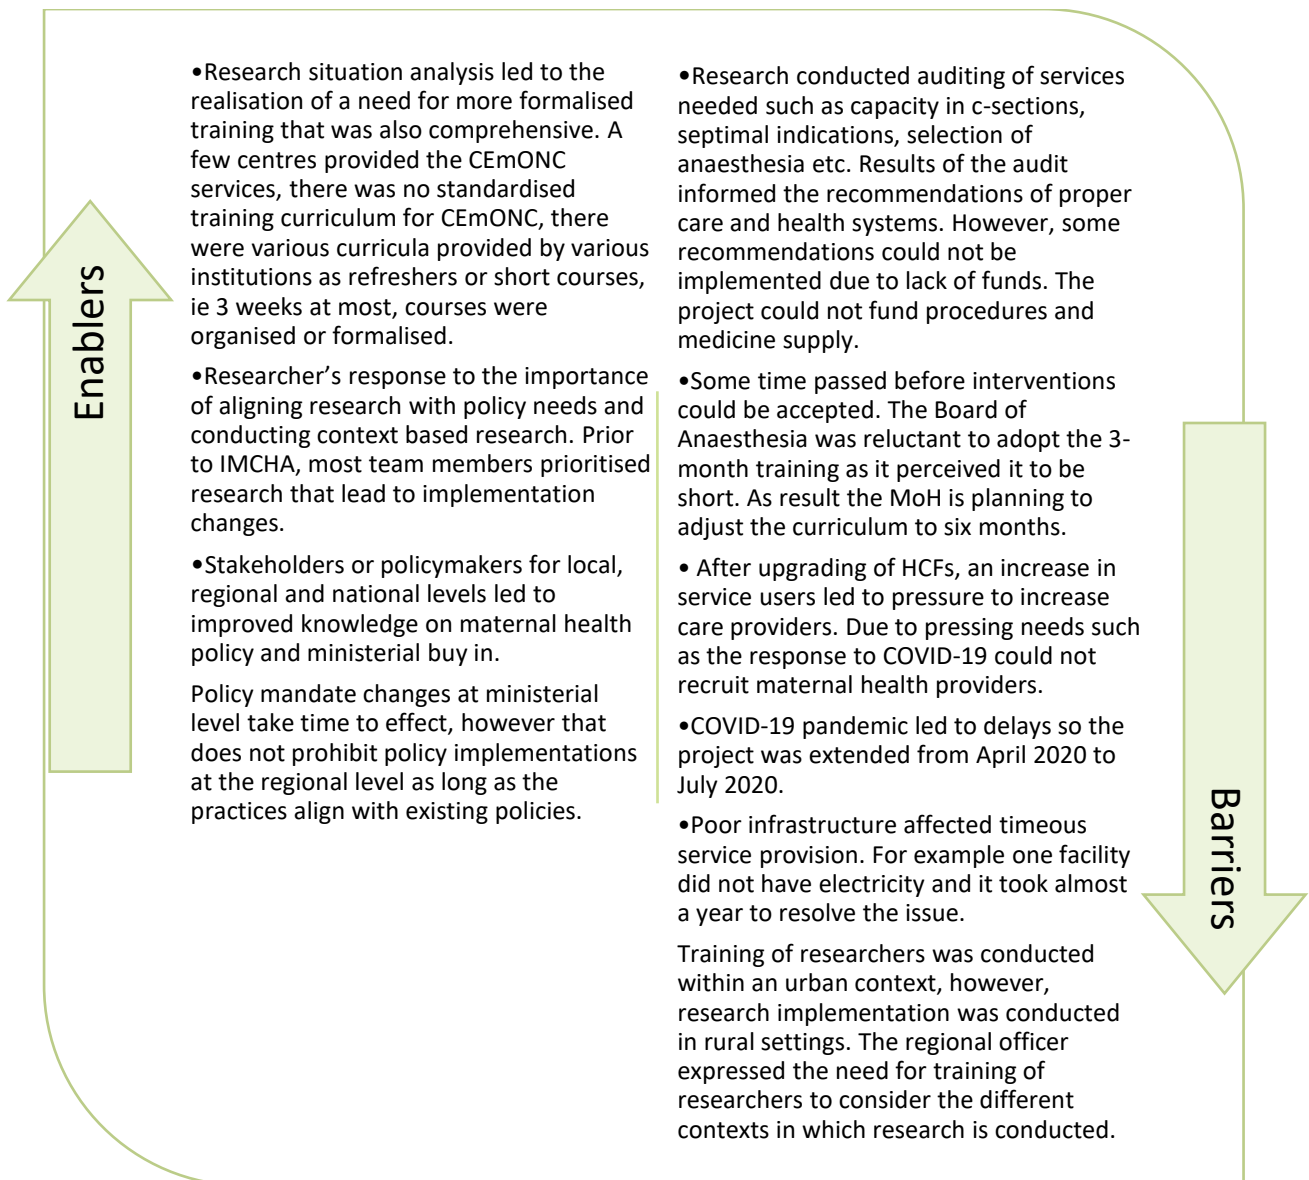 Enablers
•Research situation analysis led to the
realisation of a need for more formalised
training that was also comprehensive. A
few centres provided the CEmONC
services, there was no standardised
training curriculum for CEmONC, there
were various curricula provided by various
institutions as refreshers or short courses,
ie 3 weeks at most, courses were
organised or formalised.
•Researcher’s response to the importance
of aligning research with policy needs and
conducting context based research. Prior
to IMCHA, most team members prioritised
research that lead to implementation
changes.
•Stakeholders or policymakers for local,
regional and national levels led to
improved knowledge on maternal health
policy and ministerial buy in.
Policy mandate changes at ministerial
level take time to effect, however that
does not prohibit policy implementations
at the regional level as long as the
practices align with existing policies.
•Research conducted auditing of services
needed such as capacity in c-sections,
septimal indications, selection of
anaesthesia etc. Results of the audit
informed the recommendations of proper
care and health systems. However, some
recommendations could not be
implemented due to lack of funds. The
project could not fund procedures and
medicine supply.
•Some time passed before interventions
could be accepted. The Board of
Anaesthesia was reluctant to adopt the 3-
month training as it perceived it to be
short. As result the MoH is planning to
adjust the curriculum to six months.
• After upgrading of HCFs, an increase in
service users led to pressure to increase
care providers. Due to pressing needs such
as the response to COVID-19 could not
recruit maternal health providers.
•COVID-19 pandemic led to delays so the
project was extended from April 2020 to
July 2020.
•Poor infrastructure affected timeous
service provision. For example one facility
did not have electricity and it took almost
a year to resolve the issue.
Training of researchers was conducted
within an urban context, however,
research implementation was conducted
in rural settings. The regional officer
expressed the need for training of
researchers to consider the different
contexts in which research is conducted.
Barriers